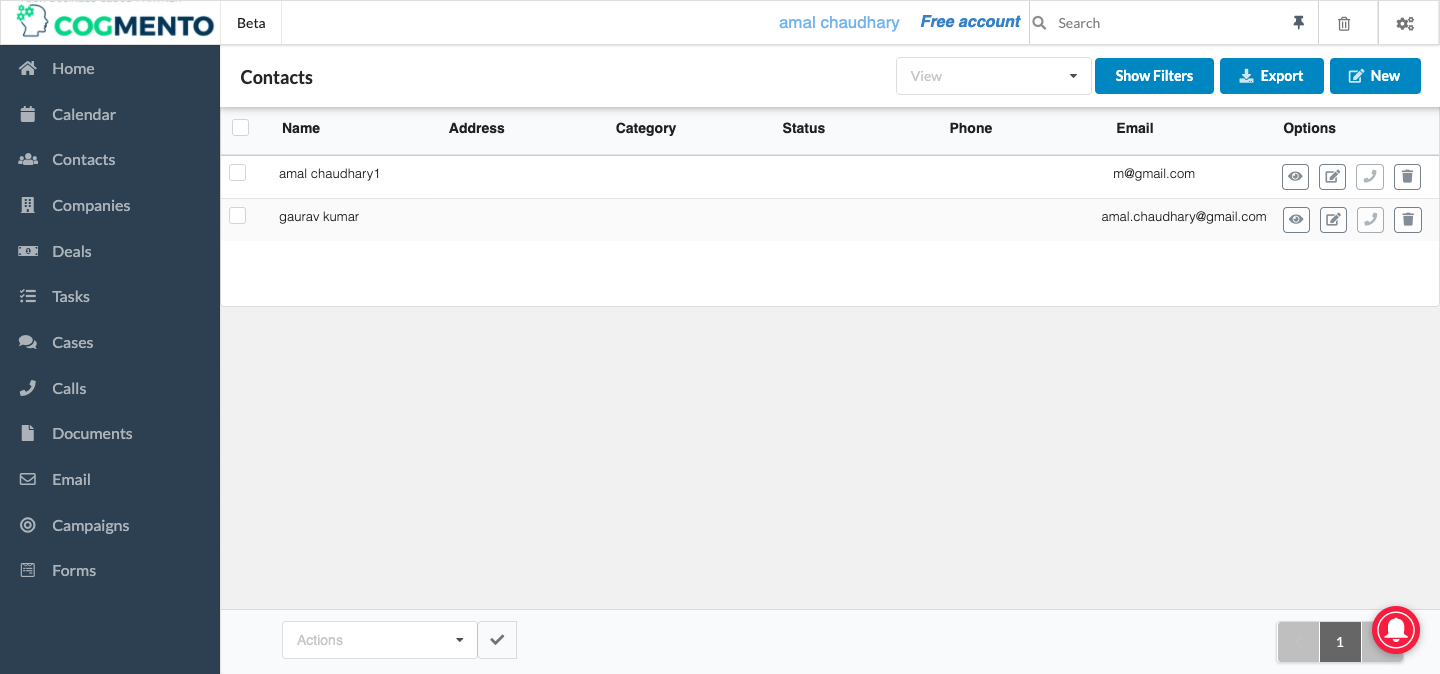 COGMENTO
Beta
amal chaudhary
Free account
Search
Home
Calendar
Contacts
Companies
Deals
Tasks
Cases
Calls
Documents
Email
Campaigns
Forms
Contacts
View
Show Filters
Export
New
Name Address Category Status Phone Email Options
amal chaudhary1 m@gmail.com
gaurav kumar amal.chaudhary@gmail.com
Actions
1